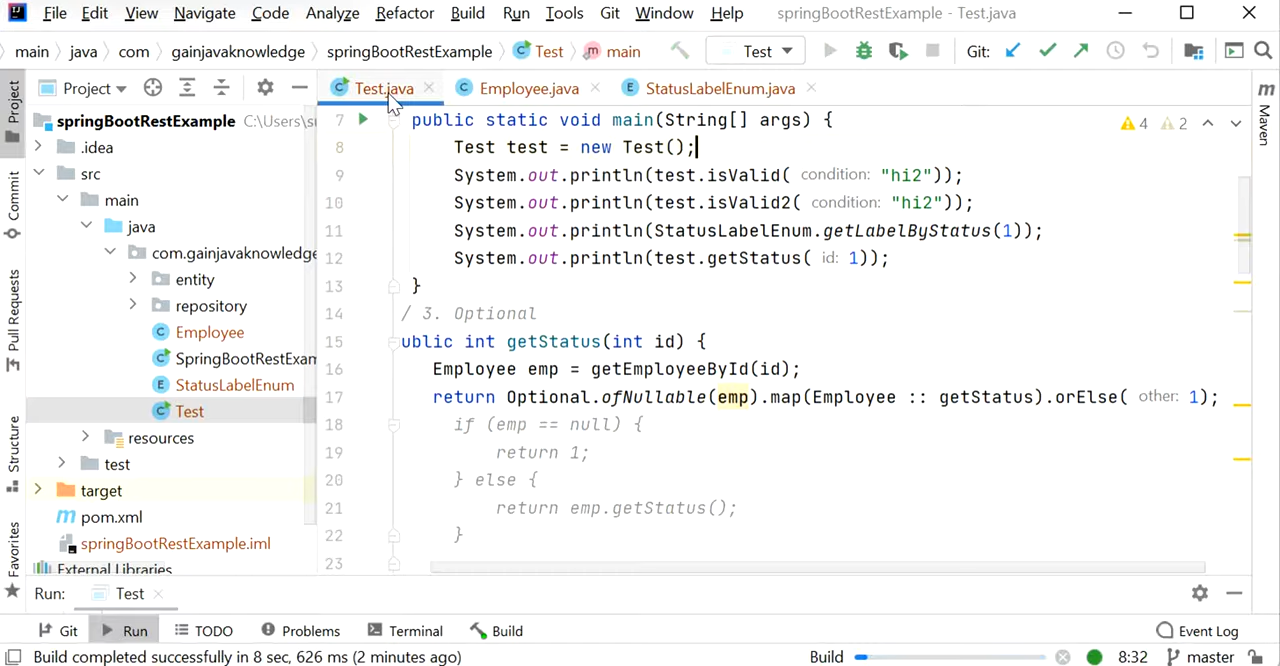 File Edit View Navigate Code Analyze Refactor Build Run Tools Git Window Help springBootRestExample - Test.java
main java com gainjavaknowledge springBootRestExample Test main Test Git:
Project Test.java Employee.java StatusLabelEnum.java
springBootRestExample C:\Users\
.idea
src
main
java
com.gainjavaknowledge
entity
repository
Employee
SpringBootRestExam
StatusLabelEnum
Test
resources
test
target
pom.xml
springBootRestExample.iml
External Libraries
Project
Commit
Pull Requests
Structure
Favorites
4 2
7 public static void main(String[] args) {
8 Test test = new Test();
9 System.out.println(test.isValid( condition: "hi2"));
10 System.out.println(test.isValid2( condition: "hi2"));
11 System.out.println(StatusLabelEnum.getLabelByStatus(1));
12 System.out.println(test.getStatus( id: 1));
13 }
14 / 3. Optional
15 ublic int getStatus(int id) {
16 Employee emp = getEmployeeById(id);
17 return Optional.ofNullable(emp).map(Employee :: getStatus).orElse( other: 1);
18 if (emp == null) {
19 return 1;
20 } else {
21 return emp.getStatus();
22 }
23
Maven
Run: Test
Git Run TODO Problems Terminal Build Event Log
Build completed successfully in 8 sec, 626 ms (2 minutes ago) Build 8:32 master